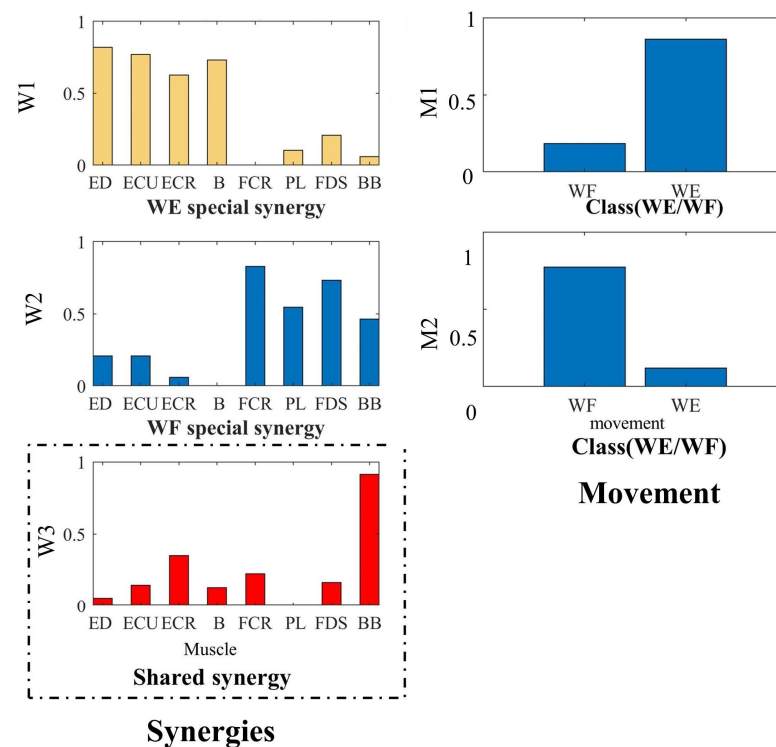 1
0.5
0
W1
ED ECU ECR B FCR PL FDS BB
WE special synergy
1
0.5
0
M1
WF WE
Class(WE/WF)
1
0.5
0
W2
ED ECU ECR B FCR PL FDS BB
WF special synergy
1
0.5
0
M2
WF WE
movement
Class(WE/WF)
Movement
1
0.5
0
W3
ED ECU ECR B FCR PL FDS BB
Muscle
Shared synergy
Synergies